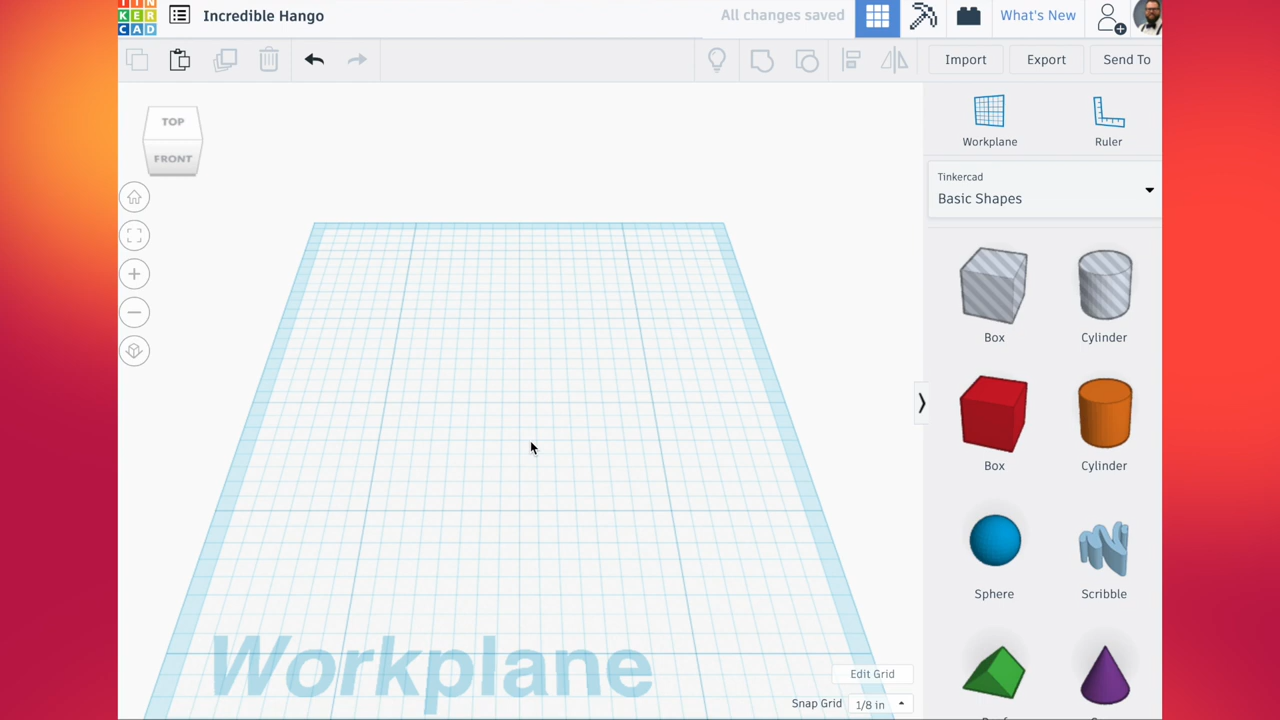 TIN
KER
CAD
Incredible Hango
All changes saved
What's New
Import
Export
Send To
TOP
FRONT
Workplane
Ruler
Tinkercad
Basic Shapes
Box
Cylinder
Box
Cylinder
Sphere
Scribble
Workplane
Edit Grid
Snap Grid
1/8 in